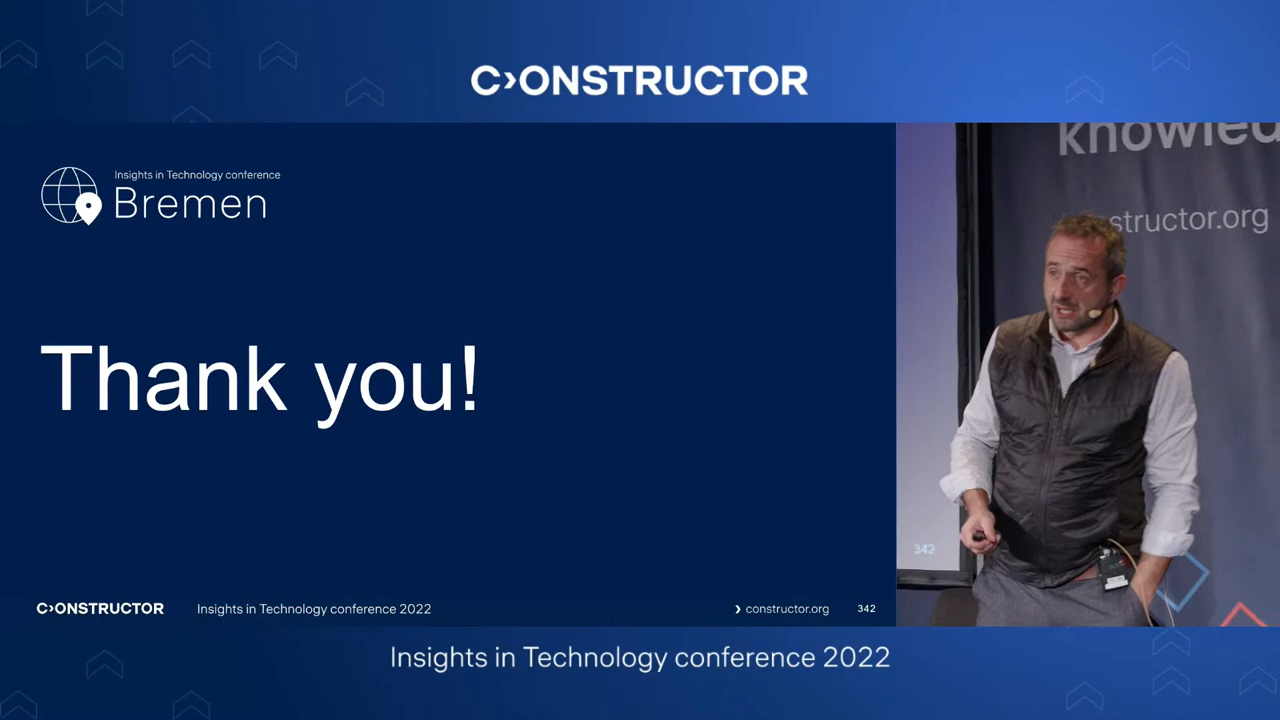 C›ONSTRUCTOR
Insights in Technology conference
Bremen
Thank you!
C›ONSTRUCTOR
Insights in Technology conference 2022
› constructor.org
342
knowled
structor.org
342
Insights in Technology conference 2022